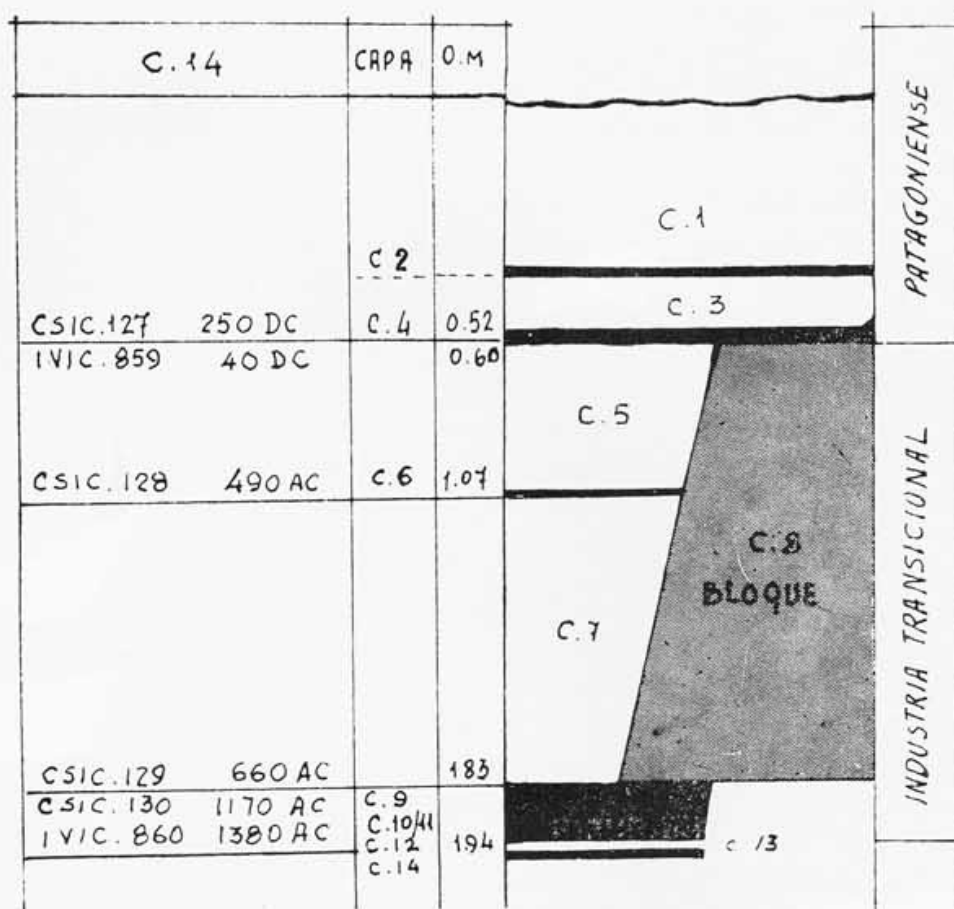 C.14 CAPA O.M
C.1
C 2
C.3
CSIC.127 250 DC C.4 0.52
IVIC.859 40 DC 0.60
C.5
CSIC.128 490 AC C.6 1.07
C.8
BLOQUE
C.7
CSIC.129 660 AC 183
CSIC.130 1170 AC C.9
C.10/11
IVIC.860 1380 AC C.12 194
C.13
C.14
PATAGONIENSE
INDUSTRIA TRANSICIONAL